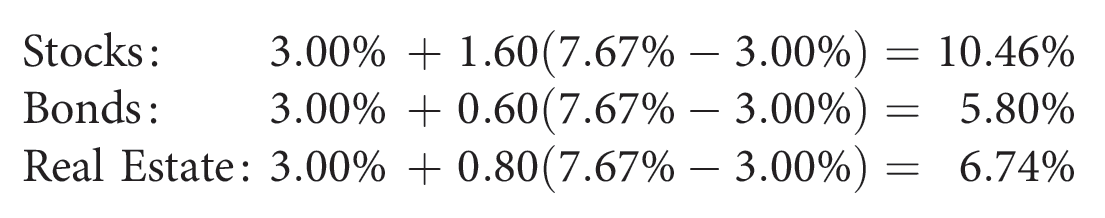 Stocks: 3.00% + 1.60(7.67% − 3.00%) = 10.46%
Bonds: 3.00% + 0.60(7.67% − 3.00%) = 5.80%
Real Estate: 3.00% + 0.80(7.67% − 3.00%) = 6.74%